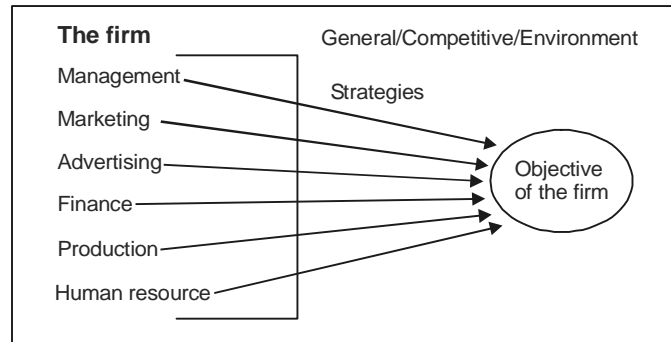 The firm
General/Competitive/Environment
Management
Strategies
Marketing
Advertising
Objective
of the firm
Finance
Production
Human resource